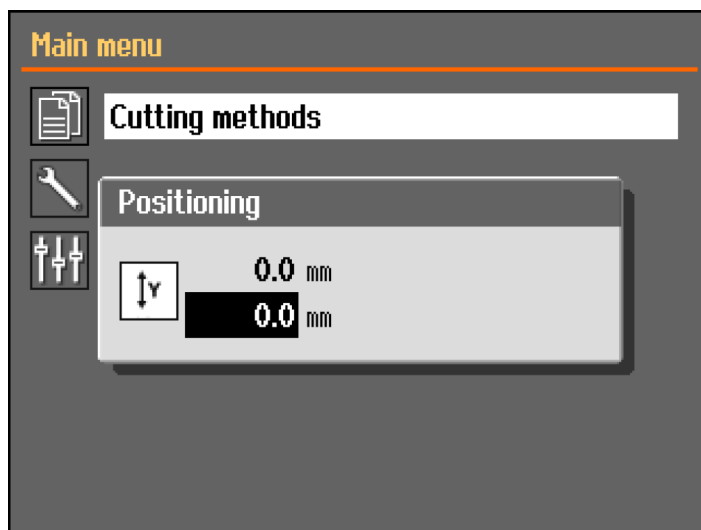 Main menu
Cutting methods
Positioning
Y 0.0 mm
0.0 mm